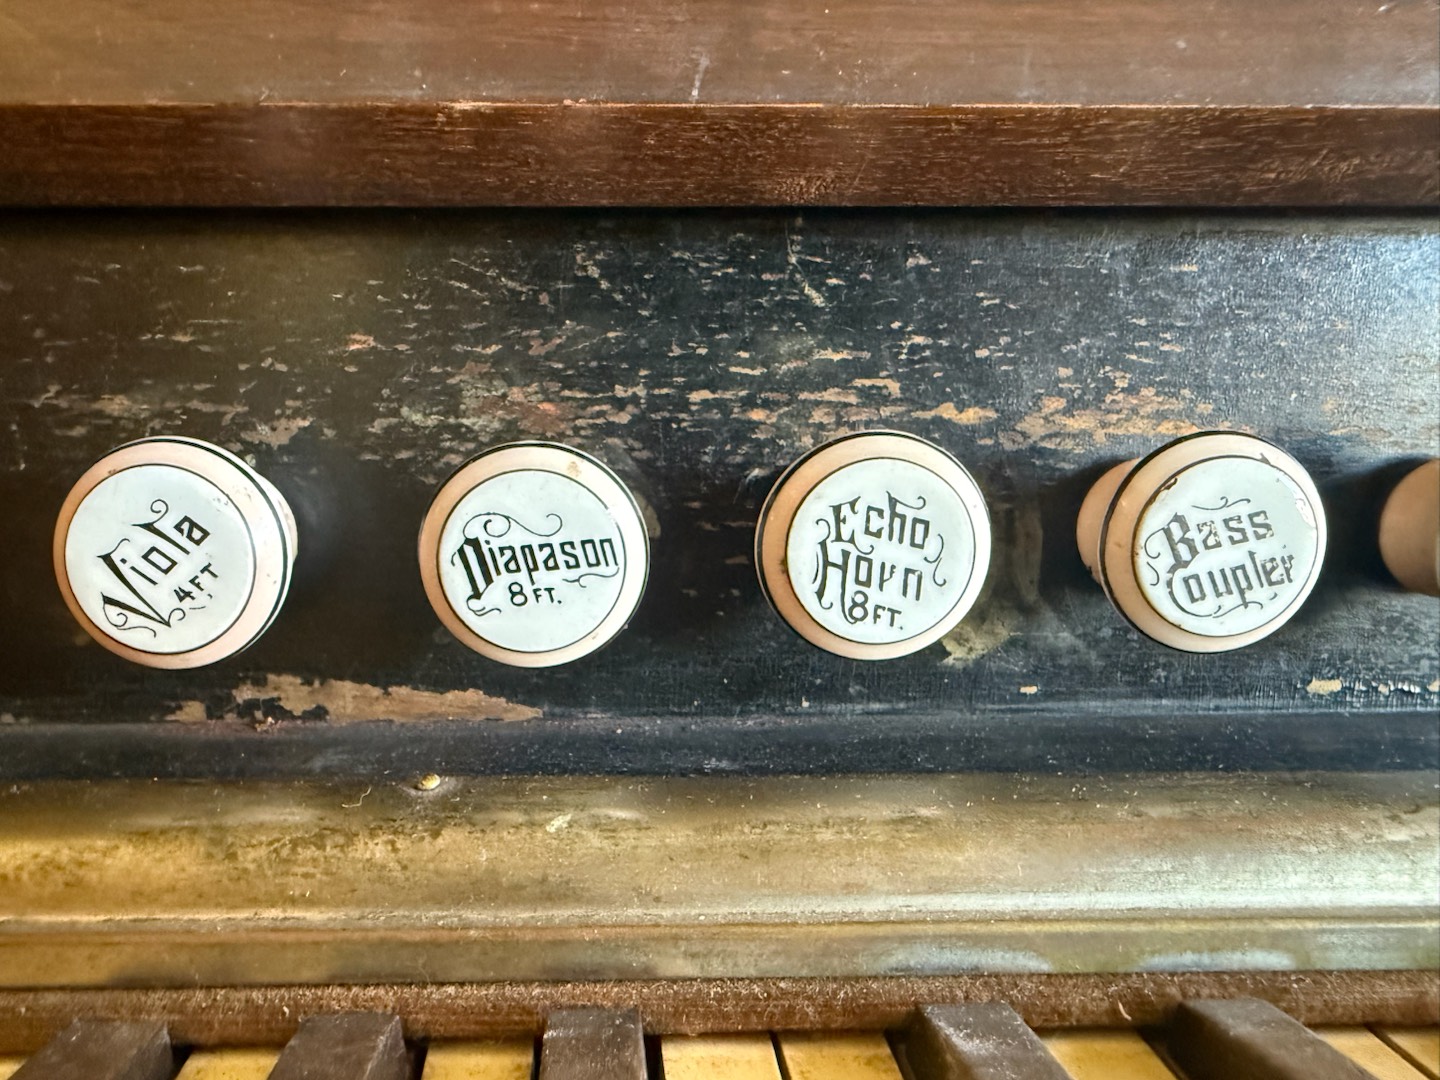 Viola
4FT
Diapason
8FT.
Echo
Horn
8FT.
Bass
Coupler